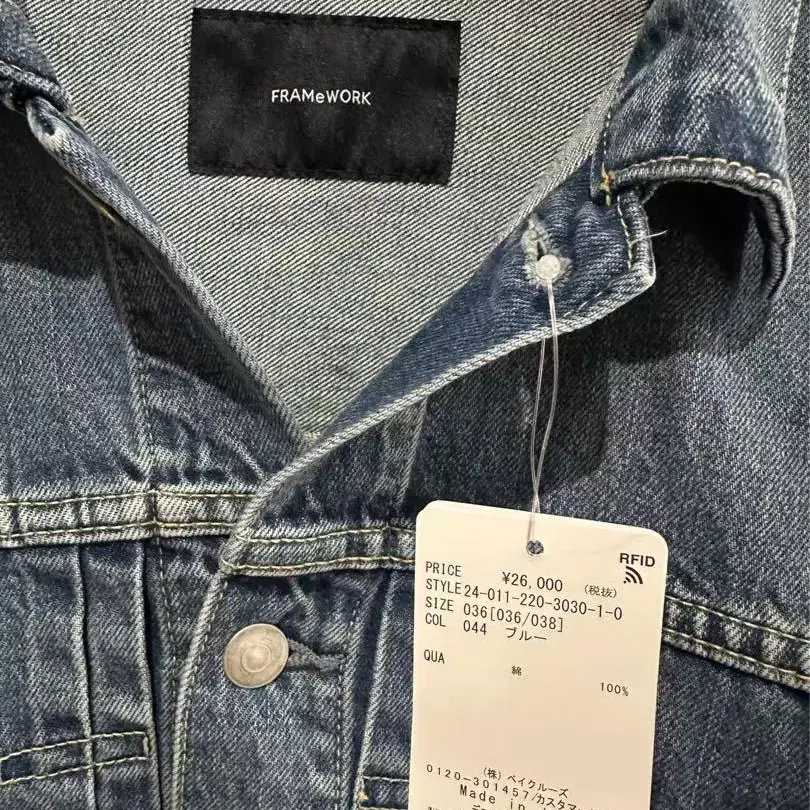 FRAMeWORK
RFID
PRICE ¥26,000 (税抜)
STYLE 24-011-220-3030-1-0
SIZE 036[036/038]
COL 044 ブルー
QUA 綿 100%
(株) ベイクルーズ
0120-301457/カスタマ
Made in